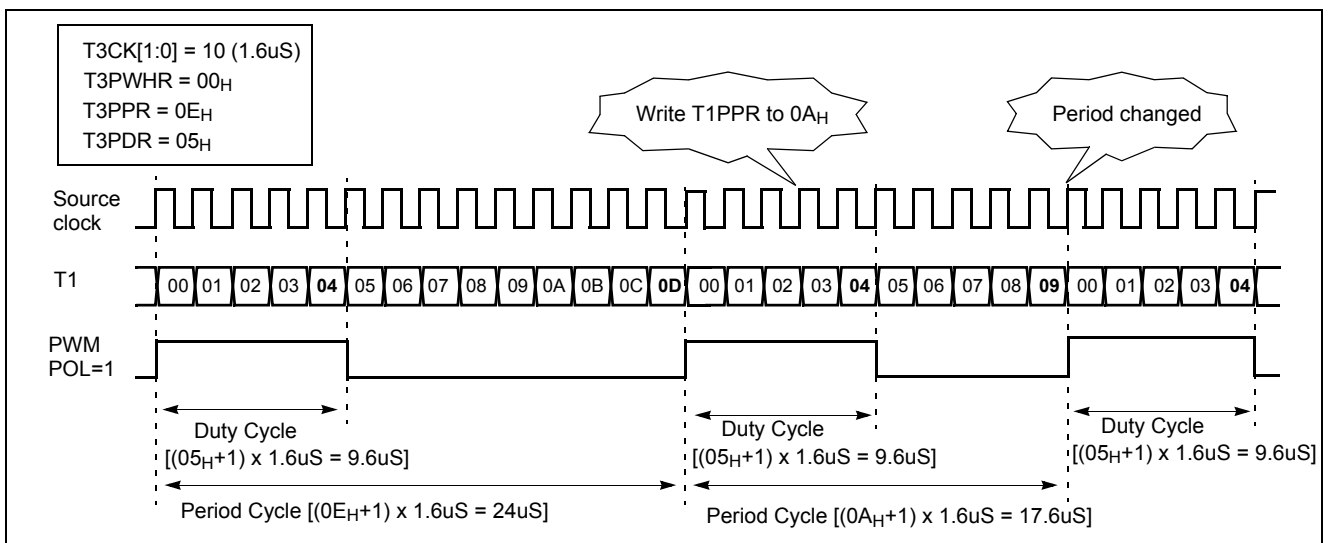 T3CK[1:0] = 10 (1.6uS)
T3PWHR = 00H
T3PPR = 0EH
T3PDR = 05H
Write T1PPR to 0AH
Period changed
Source
clock
T1
00 01 02 03 04 05 06 07 08 09 0A 0B 0C 0D 00 01 02 03 04 05 06 07 08 09 00 01 02 03 04
PWM
POL=1
Duty Cycle
[(05H+1) x 1.6uS = 9.6uS]
Duty Cycle
[(05H+1) x 1.6uS = 9.6uS]
Duty Cycle
[(05H+1) x 1.6uS = 9.6uS]
Period Cycle [(0EH+1) x 1.6uS = 24uS]
Period Cycle [(0AH+1) x 1.6uS = 17.6uS]